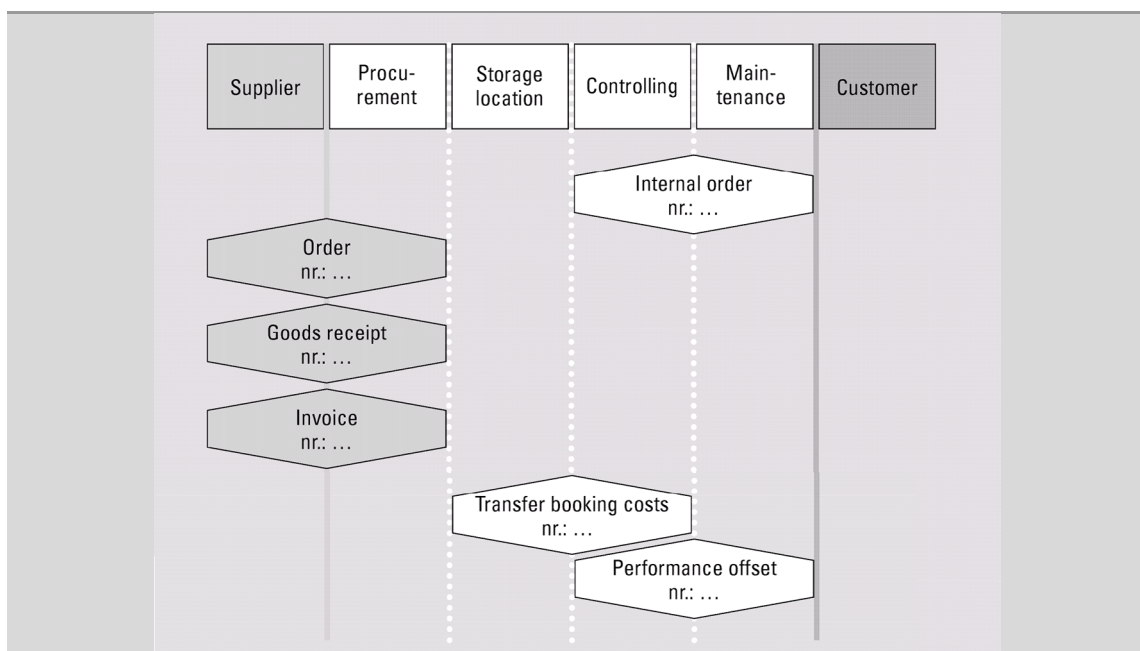 Supplier
Procu-
rement
Storage
location
Controlling
Main-
tenance
Customer
Internal order
nr.: …
Order
nr.: …
Goods receipt
nr.: …
Invoice
nr.: …
Transfer booking costs
nr.: …
Performance offset
nr.: …